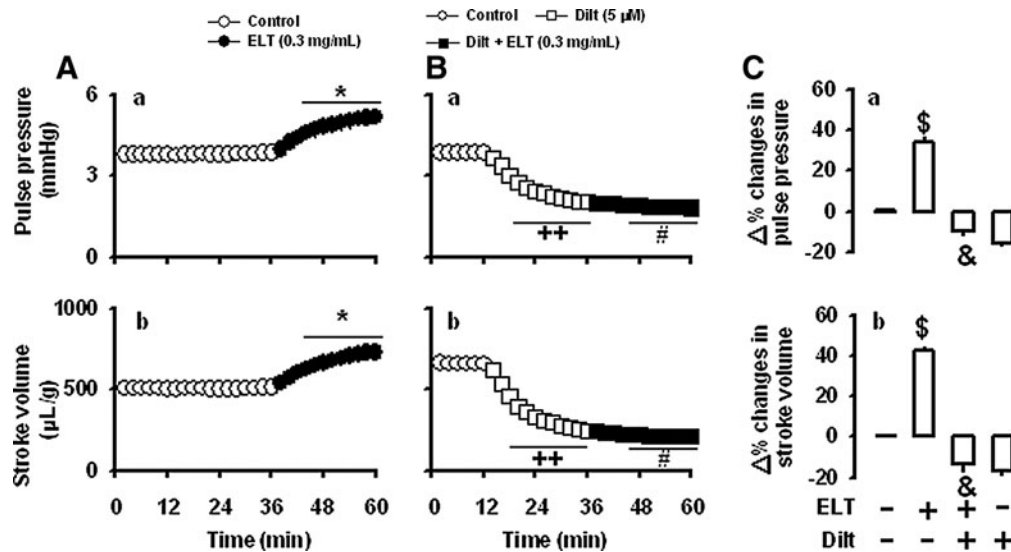 Control
ELT (0.3 mg/mL)
Control Dilt (5 µM)
Dilt + ELT (0.3 mg/mL)
A
B
C
a
*
Pulse pressure
(mmHg)
6
3
0
a
++
#
a
Δ% changes in
pulse pressure
60
40
20
0
-20
$
&
b
*
Stroke volume
(µL/g)
1000
500
0
0 12 24 36 48 60
Time (min)
b
++
#
0 12 24 36 48 60
Time (min)
b
Δ% changes in
stroke volume
60
40
20
0
-20
$
&
ELT - + + -
Dilt - - + +